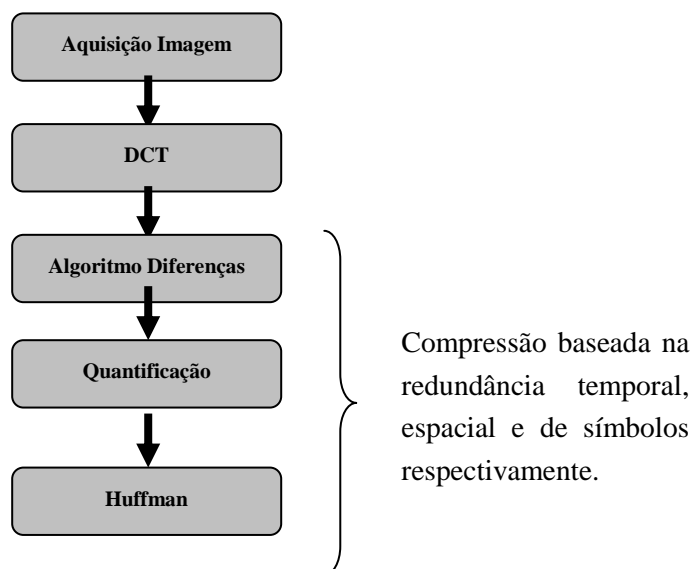 Aquisição Imagem
DCT
Algoritmo Diferenças
Quantificação
Huffman
Compressão baseada na
redundância temporal,
espacial e de símbolos
respectivamente.